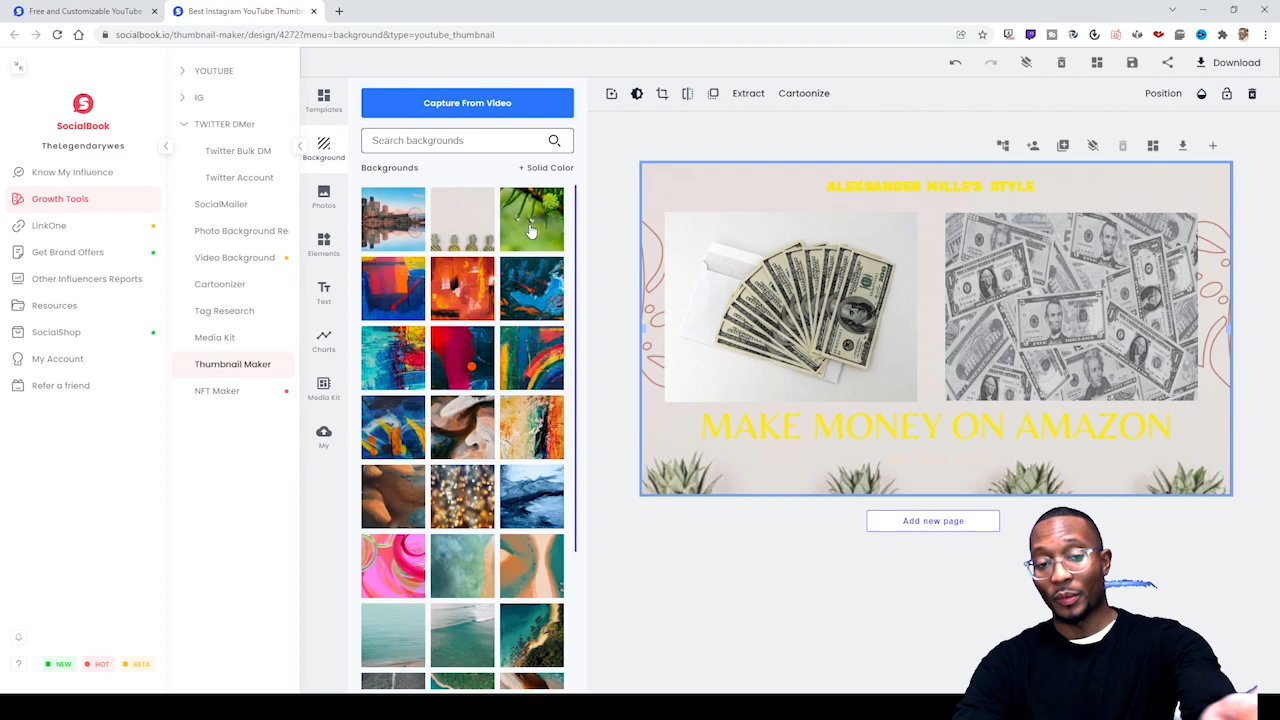 Free and Customizable YouTube
Best Instagram YouTube Thumbn
socialbook.io/thumbnail-maker/design/4272?menu=background&type=youtube_thumbnail
SocialBook
TheLegendarywes
Know My Influence
Growth Tools
LinkOne
Get Brand Offers
Other Influencers Reports
Resources
SocialShop
My Account
Refer a friend
NEW
HOT
BETA
YOUTUBE
IG
TWITTER DMer
Twitter Bulk DM
Twitter Account
SocialMailer
Photo Background Re
Video Background
Cartoonizer
Tag Research
Media Kit
Thumbnail Maker
NFT Maker
Templates
Background
Photos
Elements
Text
Charts
Media Kit
My
Capture From Video
Search backgrounds
Backgrounds
+ Solid Color
Download
Extract
Cartoonize
Position
ALEKSANDER MILLE'S STYLE
MAKE MONEY ON AMAZON
Add new page